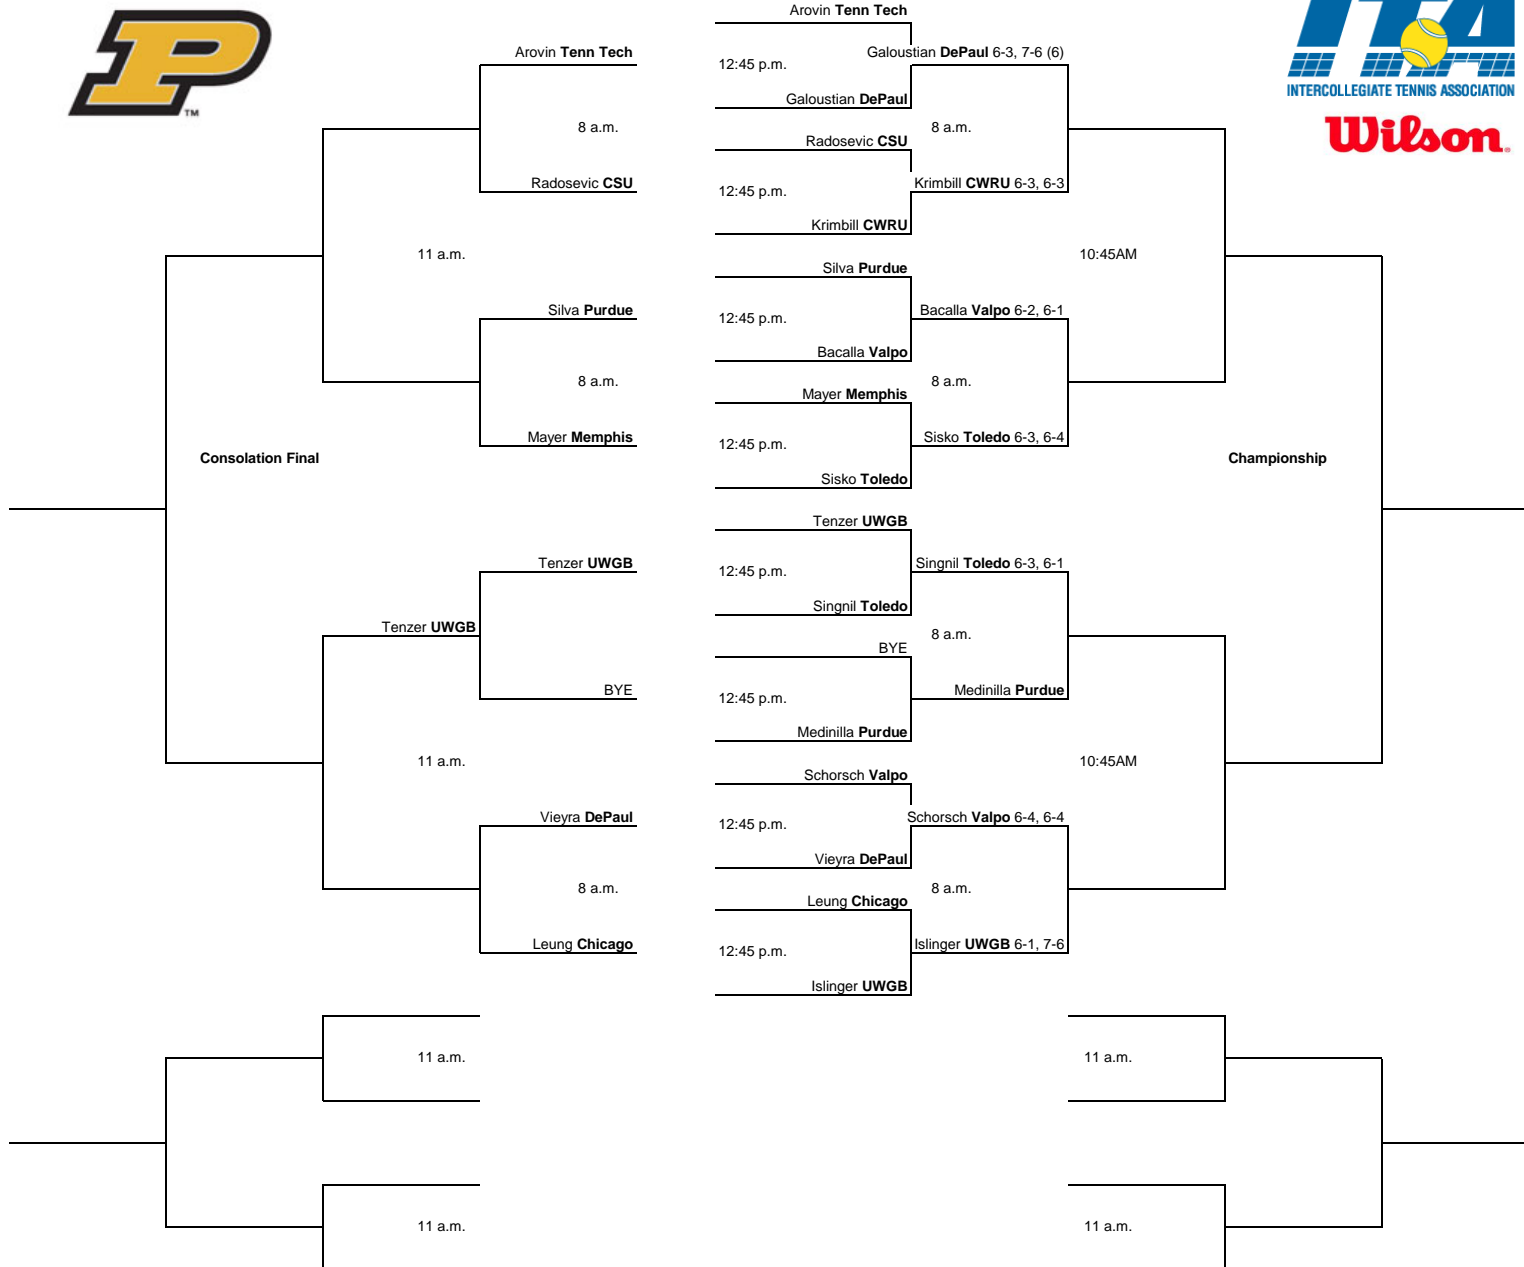 Arovin Tenn Tech
Arovin Tenn Tech
12:45 p.m.
Galoustian DePaul 6-3, 7-6 (6)
Galoustian DePaul
8 a.m.
8 a.m.
Radosevic CSU
Radosevic CSU
12:45 p.m.
Krimbill CWRU 6-3, 6-3
Krimbill CWRU
11 a.m.
10:45AM
Silva Purdue
Silva Purdue
12:45 p.m.
Bacalla Valpo 6-2, 6-1
Bacalla Valpo
8 a.m.
8 a.m.
Mayer Memphis
Mayer Memphis
12:45 p.m.
Sisko Toledo 6-3, 6-4
Consolation Final
Championship
Sisko Toledo
Tenzer UWGB
Tenzer UWGB
12:45 p.m.
Singnil Toledo 6-3, 6-1
Singnil Toledo
Tenzer UWGB
8 a.m.
BYE
BYE
12:45 p.m.
Medinilla Purdue
Medinilla Purdue
11 a.m.
10:45AM
Schorsch Valpo
Vieyra DePaul
12:45 p.m.
Schorsch Valpo 6-4, 6-4
Vieyra DePaul
8 a.m.
8 a.m.
Leung Chicago
Leung Chicago
12:45 p.m.
Islinger UWGB 6-1, 7-6
Islinger UWGB
11 a.m.
11 a.m.
11 a.m.
11 a.m.
P
TM
ITA
INTERCOLLEGIATE TENNIS ASSOCIATION
Wilson.